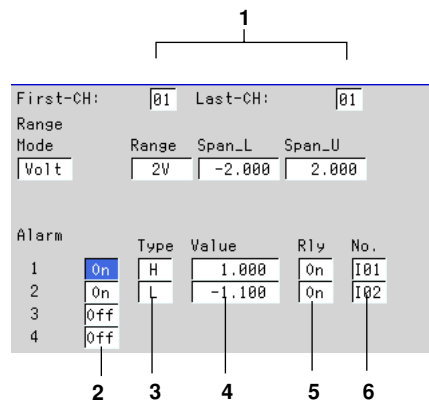 1
First-CH: 01 Last-CH: 01
Range
Mode Range Span_L Span_U
Volt 2V -2.000 2.000
Alarm
Type Value Rly No.
1 On H 1.000 On I01
2 On L -1.100 On I02
3 Off
4 Off
2 3 4 5 6